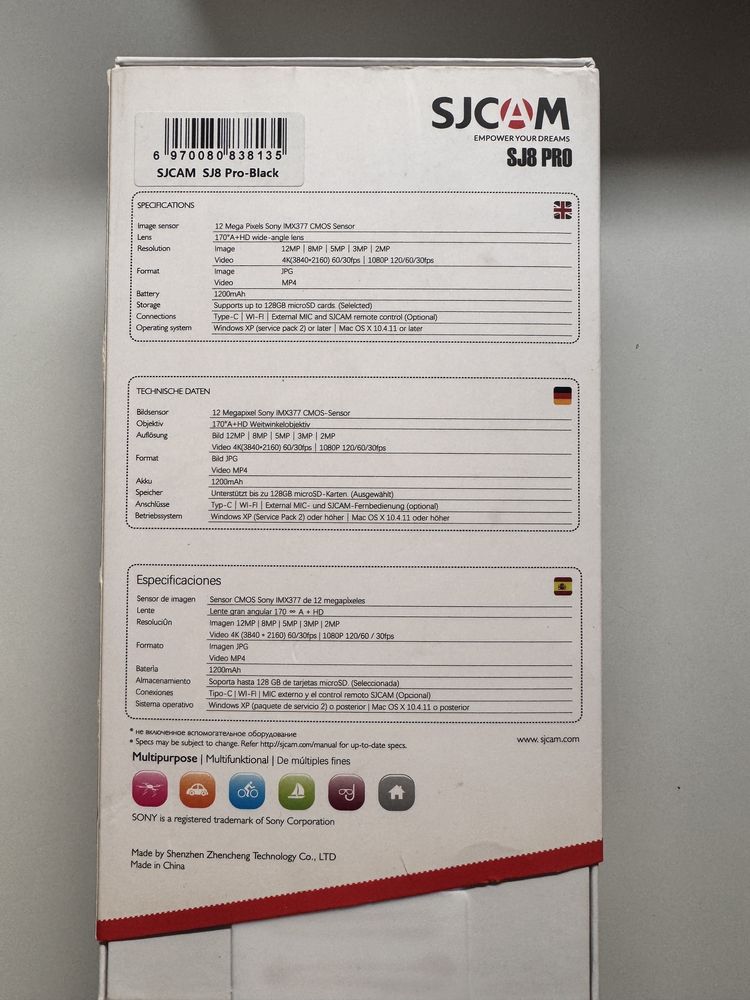 SJCAM
EMPOWER YOUR DREAMS
SJ8 PRO
6 970080 838135
SJCAM SJ8 Pro-Black
SPECIFICATIONS
Image sensor 12 Mega Pixels Sony IMX377 CMOS Sensor
Lens 170°A+HD wide-angle lens
Resolution Image 12MP | 8MP | 5MP | 3MP | 2MP
Video 4K(3840*2160) 60/30fps | 1080P 120/60/30fps
Format Image JPG
Video MP4
Battery 1200mAh
Storage Supports up to 128GB microSD cards. (Selelcted)
Connections Type-C | WI-FI | External MIC and SJCAM remote control (Optional)
Operating system Windows XP (service pack 2) or later | Mac OS X 10.4.11 or later
TECHNISCHE DATEN
Bildsensor 12 Megapixel Sony IMX377 CMOS-Sensor
Objektiv 170°A+HD Weitwinkelobjektiv
Auflösung Bild 12MP | 8MP | 5MP | 3MP | 2MP
Video 4K(3840*2160) 60/30fps | 1080P 120/60/30fps
Format Bild JPG
Video MP4
Akku 1200mAh
Speicher Unterstützt bis zu 128GB microSD-Karten. (Ausgewählt)
Anschlüsse Typ-C | WI-FI | External MIC- und SJCAM-Fernbedienung (optional)
Betriebssystem Windows XP (Service Pack 2) oder höher | Mac OS X 10.4.11 oder höher
Especificaciones
Sensor de imagen Sensor CMOS Sony IMX377 de 12 megapíxeles
Lente Lente gran angular 170 ∞ A + HD
Resoluciûn Imagen 12MP | 8MP | 5MP | 3MP | 2MP
Video 4K (3840 * 2160) 60/30fps | 1080P 120/60 / 30fps
Formato Imagen JPG
Video MP4
Batería 1200mAh
Almacenamiento Soporta hasta 128 GB de tarjetas microSD. (Seleccionada)
Conexiones Tipo-C | WI-FI | MIC externo y el control remoto SJCAM (Opcional)
Sistema operativo Windows XP (paquete de servicio 2) o posterior | Mac OS X 10.4.11 o posterior
* не включенное вспомогательное оборудование
* Specs may be subject to change. Refer http://sjcam.com/manual for up-to-date specs.
www.sjcam.com
Multipurpose | Multifunktional | De múltiples fines
SONY is a registered trademark of Sony Corporation
Made by Shenzhen Zhencheng Technology Co., LTD
Made in China